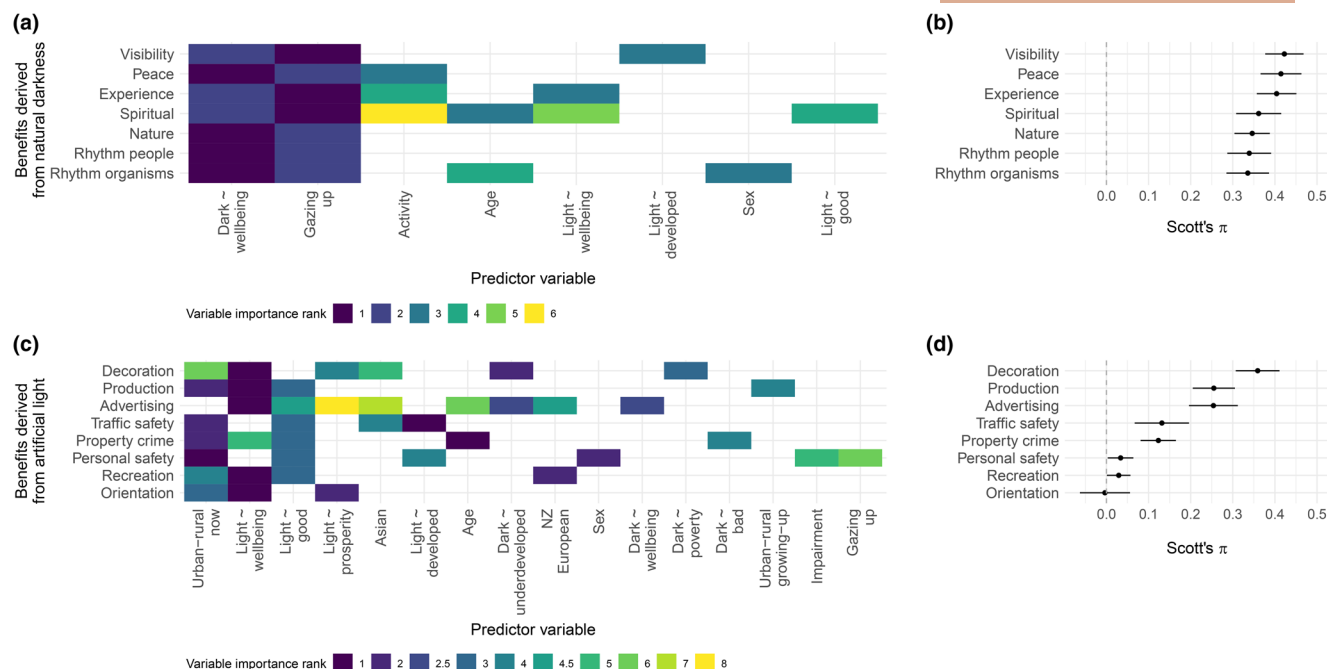 (a)
Benefits derived
from natural darkness
Visibility
Peace
Experience
Spiritual
Nature
Rhythm people
Rhythm organisms
Dark ~
wellbeing
Gazing
up
Activity
Age
Light ~
wellbeing
Light ~
developed
Sex
Light ~
good
Predictor variable
Variable importance rank 1 2 3 4 5 6
(b)
Visibility
Peace
Experience
Spiritual
Nature
Rhythm people
Rhythm organisms
0.0 0.1 0.2 0.3 0.4 0.5
Scott's π
(c)
Benefits derived
from artificial light
Decoration
Production
Advertising
Traffic safety
Property crime
Personal safety
Recreation
Orientation
Urban−rural
now
Light ~
wellbeing
Light ~
good
Light ~
prosperity
Asian
Light ~
developed
Age
Dark ~
underdeveloped
NZ
European
Sex
Dark ~
wellbeing
Dark ~
poverty
Dark ~
bad
Urban−rural
growing−up
Impairment
Gazing
up
Predictor variable
Variable importance rank 1 2 2.5 3 4 4.5 5 6 7 8
(d)
Decoration
Production
Advertising
Traffic safety
Property crime
Personal safety
Recreation
Orientation
0.0 0.1 0.2 0.3 0.4 0.5
Scott's π